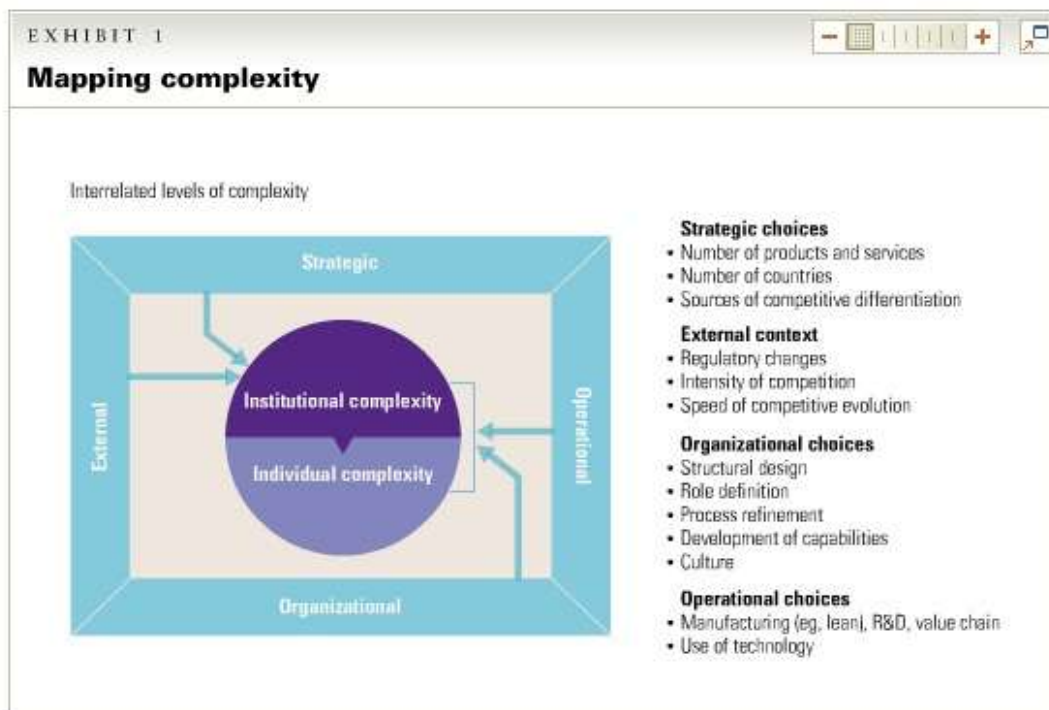 EXHIBIT 1
Mapping complexity
Interrelated levels of complexity
Strategic
External
Institutional complexity
Individual complexity
Operational
Organizational
Strategic choices
• Number of products and services
• Number of countries
• Sources of competitive differentiation
External context
• Regulatory changes
• Intensity of competition
• Speed of competitive evolution
Organizational choices
• Structural design
• Role definition
• Process refinement
• Development of capabilities
• Culture
Operational choices
• Manufacturing (eg, lean), R&D, value chain
• Use of technology